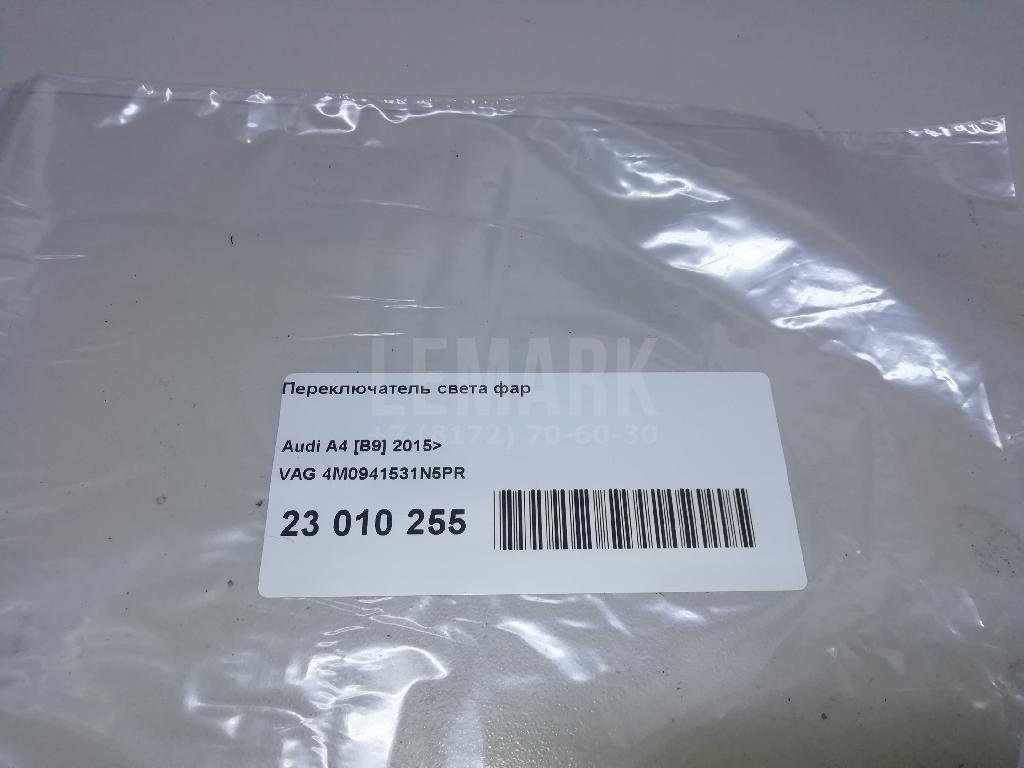 LEMARK
Переключатель света фар
+7 (8172) 70-60-30
Audi A4 [B9] 2015>
VAG 4M0941531N5PR
23 010 255